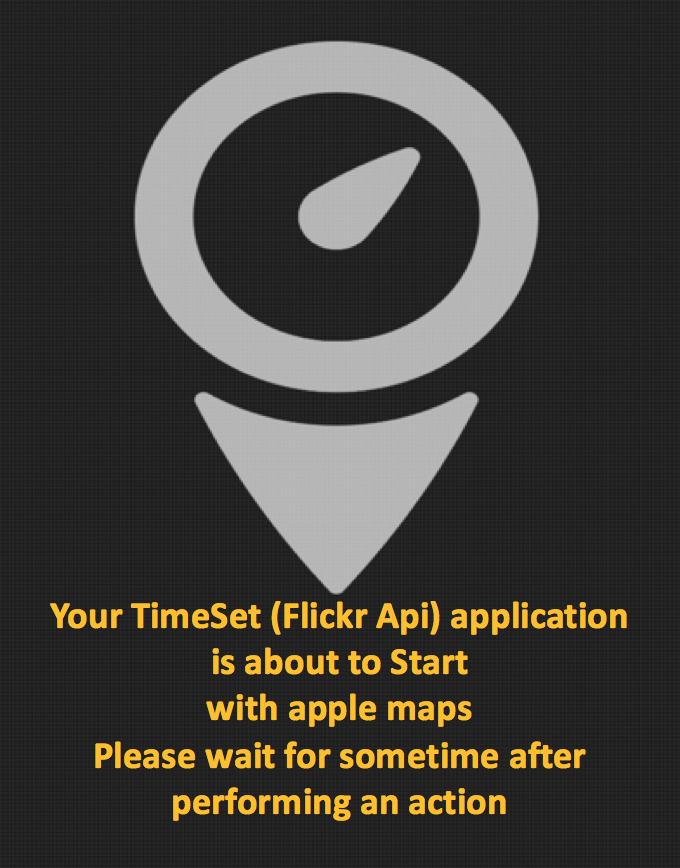 Your TimeSet (Flickr Api) application
is about to Start
with apple maps
Please wait for sometime after
performing an action